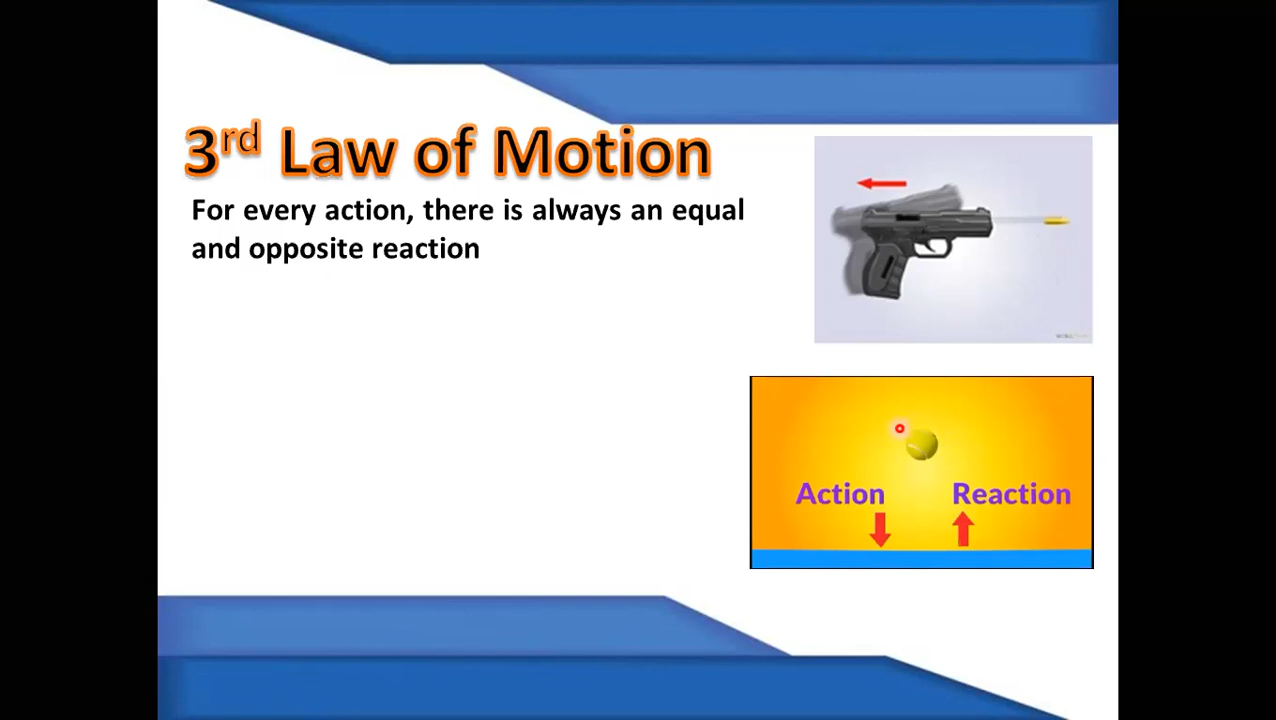 3rd Law of Motion
For every action, there is always an equal
and opposite reaction
Action Reaction